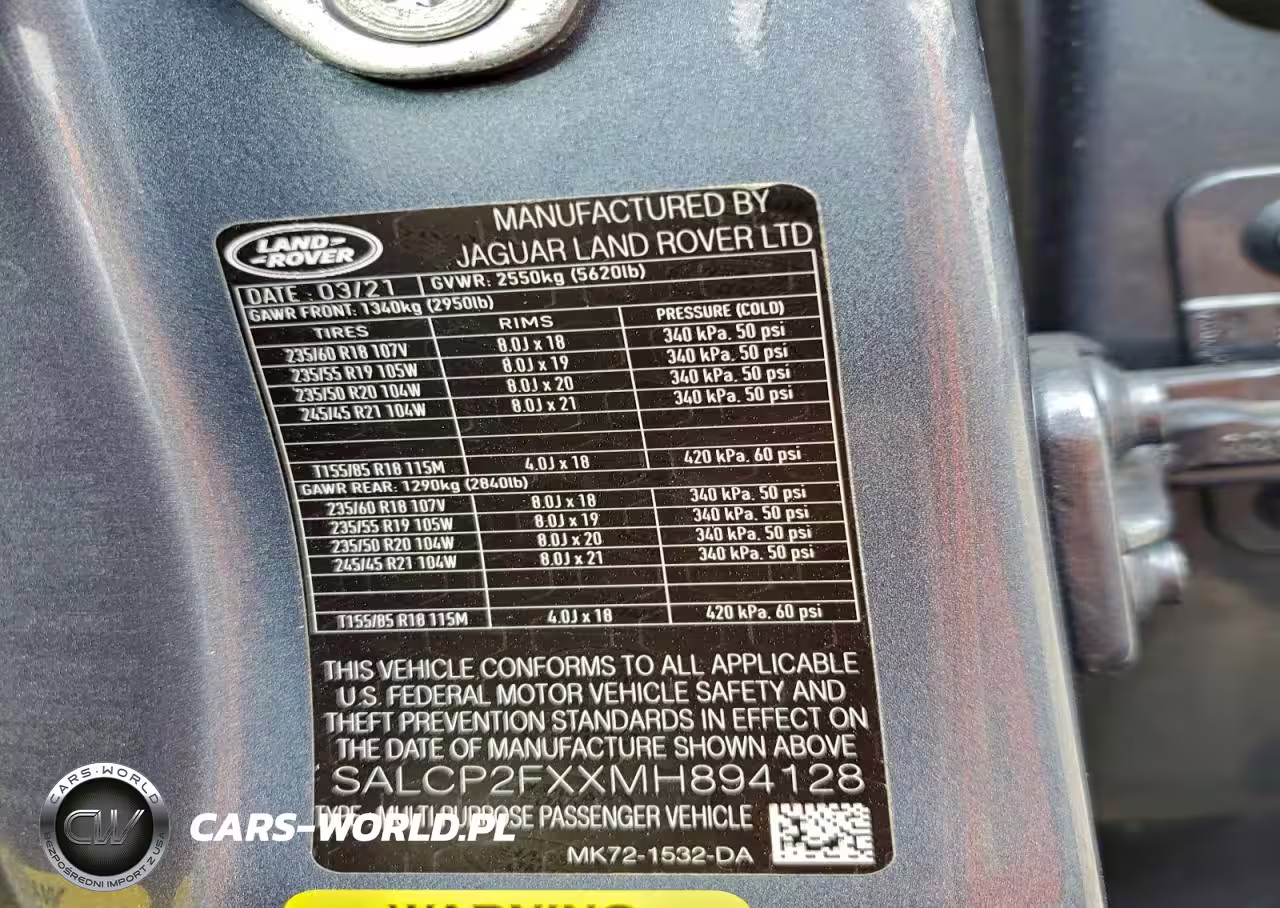 MANUFACTURED BY
LAND-
-ROVER
JAGUAR LAND ROVER LTD
DATE : 03/21 GVWR: 2550kg (5620lb)
GAWR FRONT: 1340kg (2950lb)
TIRES RIMS PRESSURE (COLD)
235/60 R18 107V 8.0J x 18 340 kPa. 50 psi
235/55 R19 105W 8.0J x 19 340 kPa. 50 psi
235/50 R20 104W 8.0J x 20 340 kPa. 50 psi
245/45 R21 104W 8.0J x 21 340 kPa. 50 psi
T155/85 R18 115M 4.0J x 18 420 kPa. 60 psi
GAWR REAR: 1290kg (2840lb)
235/60 R18 107V 8.0J x 18 340 kPa. 50 psi
235/55 R19 105W 8.0J x 19 340 kPa. 50 psi
235/50 R20 104W 8.0J x 20 340 kPa. 50 psi
245/45 R21 104W 8.0J x 21 340 kPa. 50 psi
T155/85 R18 115M 4.0J x 18 420 kPa. 60 psi
THIS VEHICLE CONFORMS TO ALL APPLICABLE
U.S. FEDERAL MOTOR VEHICLE SAFETY AND
THEFT PREVENTION STANDARDS IN EFFECT ON
THE DATE OF MANUFACTURE SHOWN ABOVE
SALCP2FXXMH894128
TYPE: MULTI PURPOSE PASSENGER VEHICLE
MK72-1532-DA
CARS-WORLD
CW
BEZPOŚREDNI IMPORT Z USA
CARS-WORLD.PL
WARNING